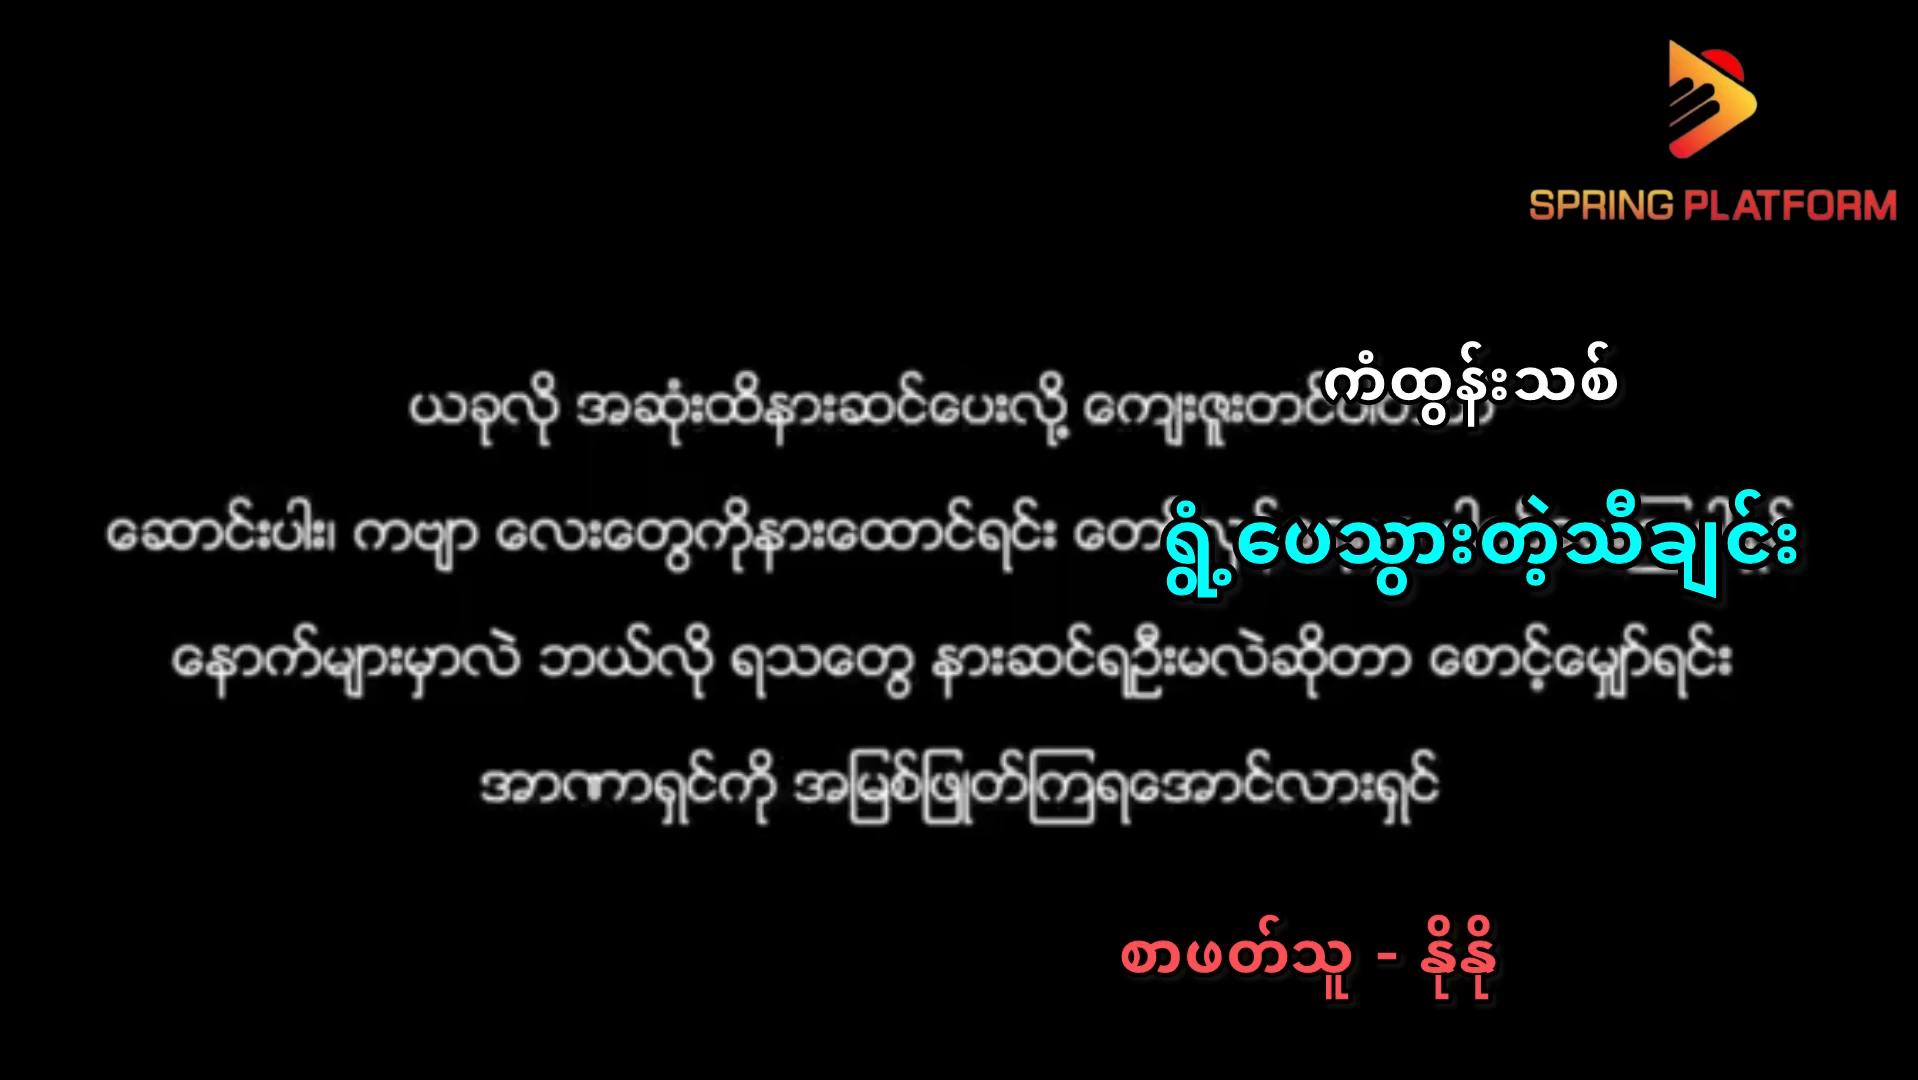 SPRING PLATFORM
ကံထွန်းသစ်
ယခုလို အဆုံးထိနားဆင်ပေးလို့ ကျေးဇူးတင်
ရွံ့ပေသွားတဲ့သီချင်း
ဆောင်းပါး၊ ကဗျာ လေးတွေကိုနားထောင်ရင်း
နောက်များမှာလဲ ဘယ်လို ရသတွေ နားဆင်ရဦးမလဲဆိုတာ စောင့်မျှော်ရင်း
အာဏာရှင်ကို အမြစ်ဖြုတ်ကြရအောင်လားရှင်
စာဖတ်သူ - နိုနို